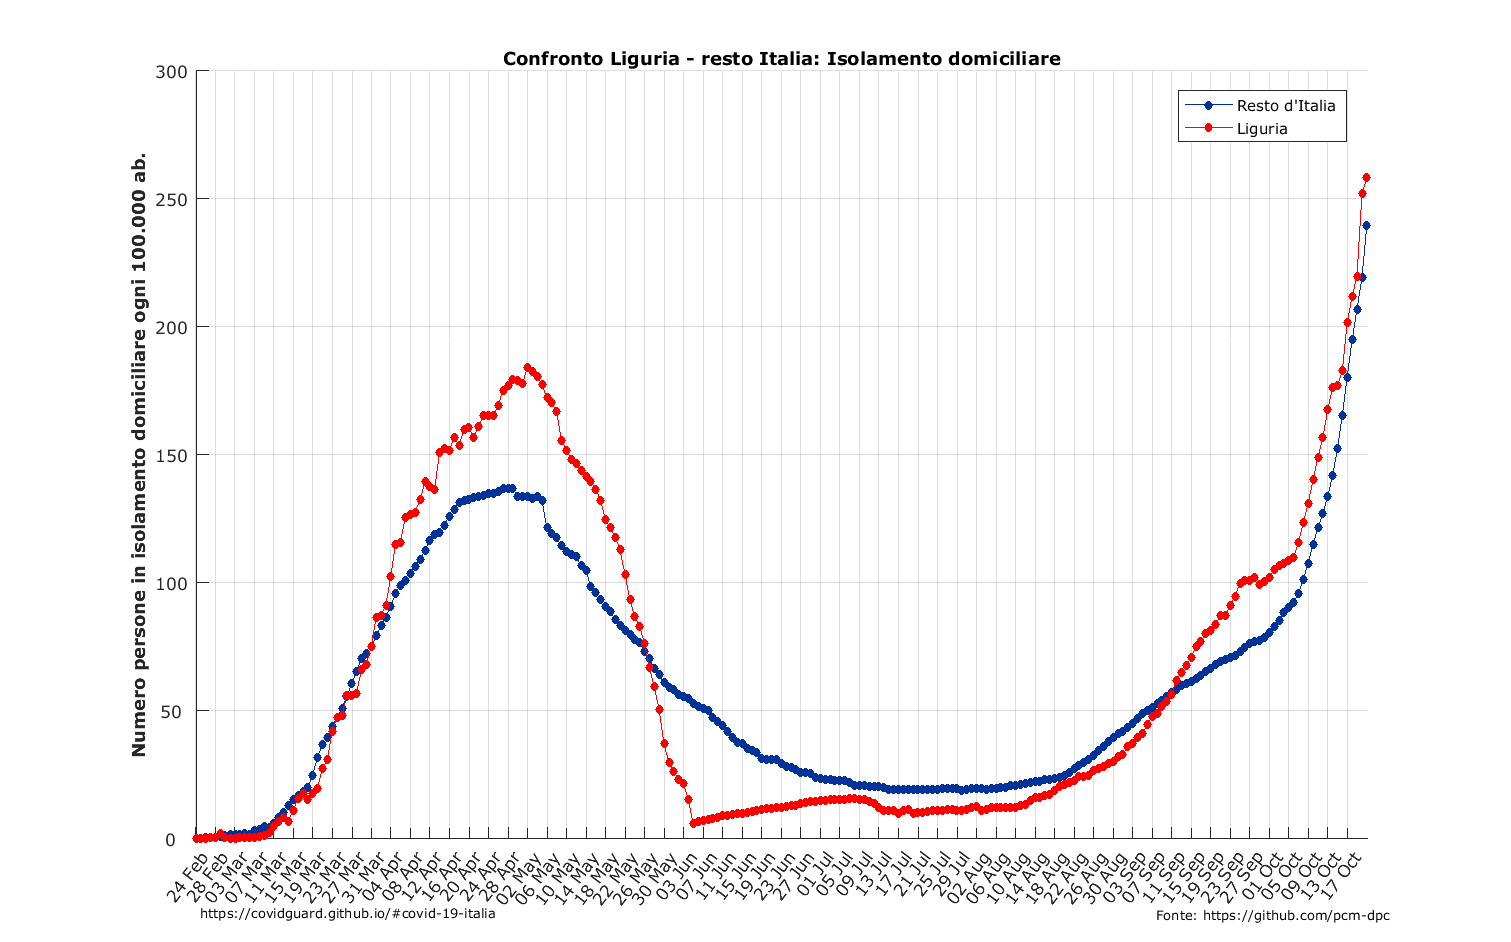 Confronto Liguria - resto Italia: Isolamento domiciliare
Resto d'Italia
Liguria
Numero persone in isolamento domiciliare ogni 100.000 ab.
300
250
200
150
100
50
0
24 Feb
28 Feb
03 Mar
07 Mar
11 Mar
15 Mar
19 Mar
23 Mar
27 Mar
31 Mar
04 Apr
08 Apr
12 Apr
16 Apr
20 Apr
24 Apr
28 Apr
02 May
06 May
10 May
14 May
18 May
22 May
26 May
30 May
03 Jun
07 Jun
11 Jun
15 Jun
19 Jun
23 Jun
27 Jun
01 Jul
05 Jul
09 Jul
13 Jul
17 Jul
21 Jul
25 Jul
29 Jul
02 Aug
06 Aug
10 Aug
14 Aug
18 Aug
22 Aug
26 Aug
30 Aug
03 Sep
07 Sep
11 Sep
15 Sep
19 Sep
23 Sep
27 Sep
01 Oct
05 Oct
09 Oct
13 Oct
17 Oct
https://covidguard.github.io/#covid-19-italia
Fonte: https://github.com/pcm-dpc